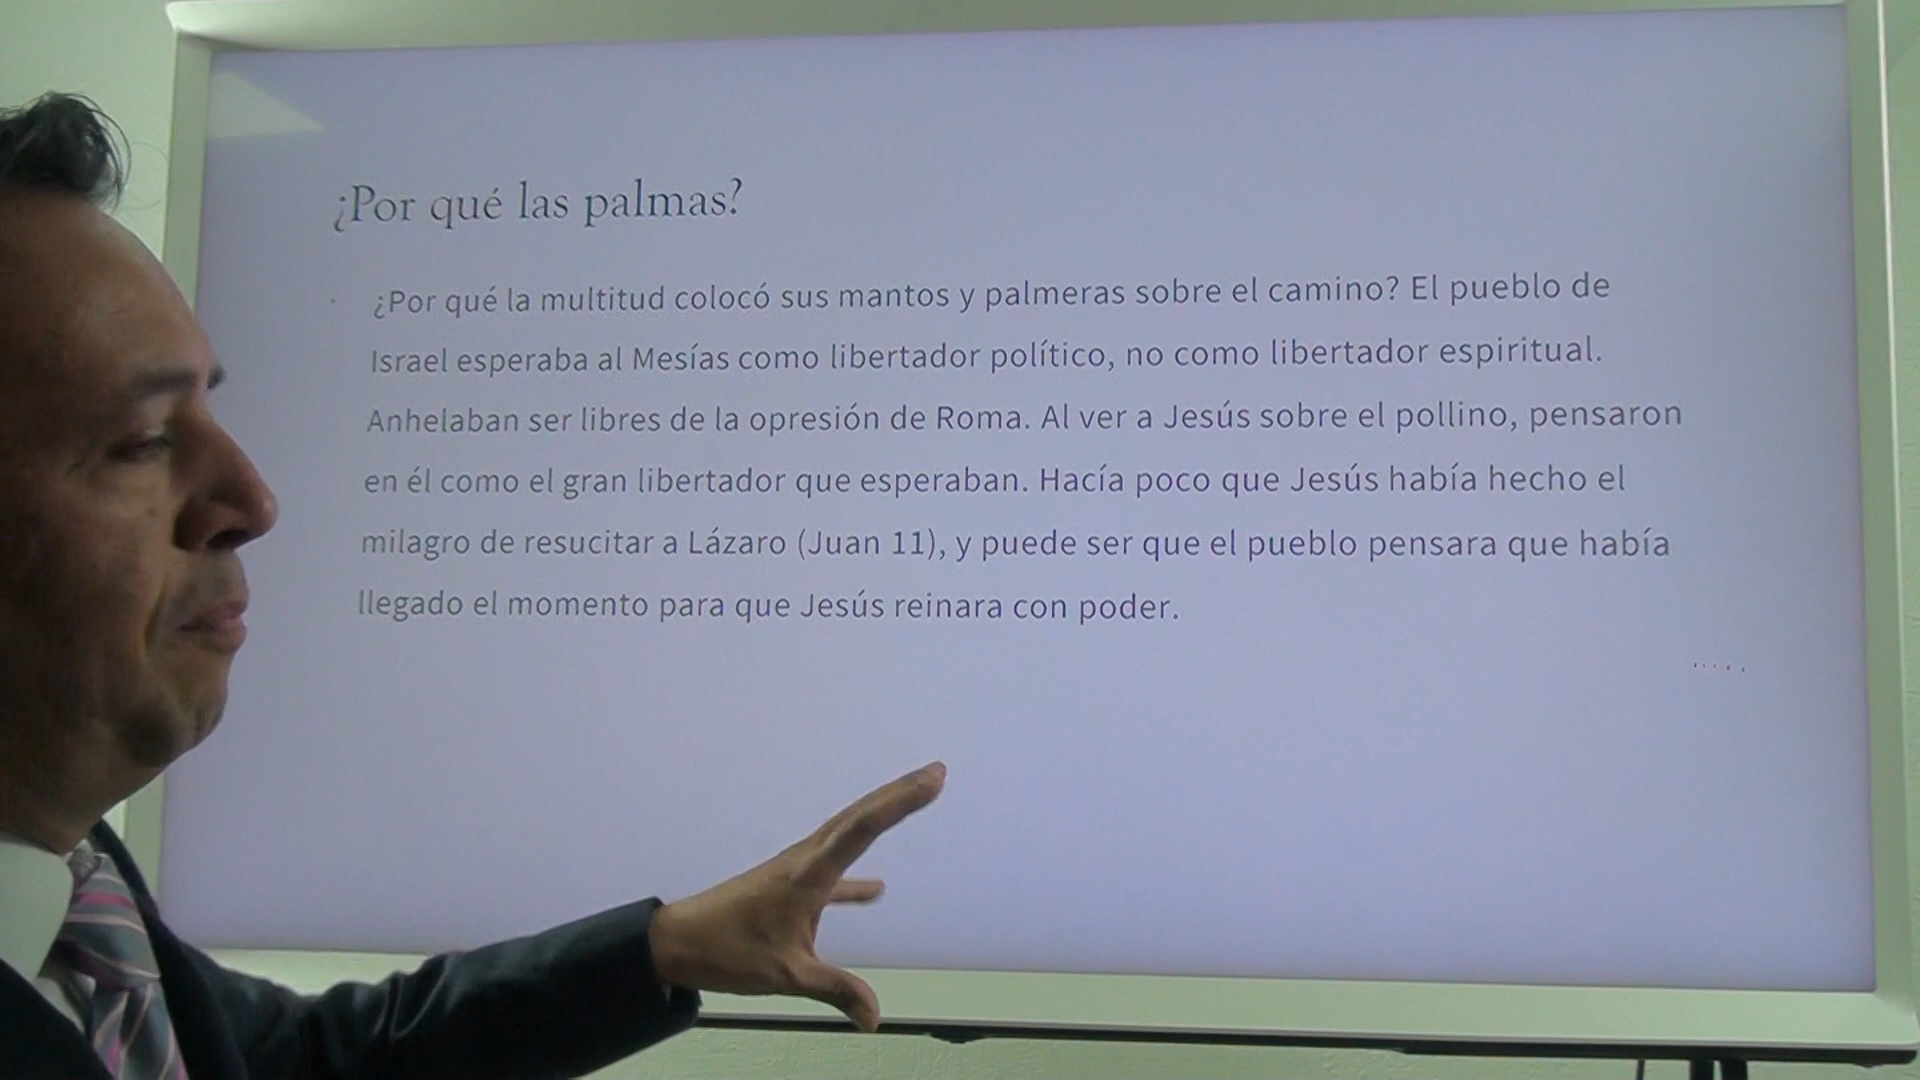 ¿Por qué las palmas?
¿Por qué la multitud colocó sus mantos y palmeras sobre el camino? El pueblo de
Israel esperaba al Mesías como libertador político, no como libertador espiritual.
Anhelaban ser libres de la opresión de Roma. Al ver a Jesús sobre el pollino, pensaron
en él como el gran libertador que esperaban. Hacía poco que Jesús había hecho el
milagro de resucitar a Lázaro (Juan 11), y puede ser que el pueblo pensara que había
llegado el momento para que Jesús reinara con poder.